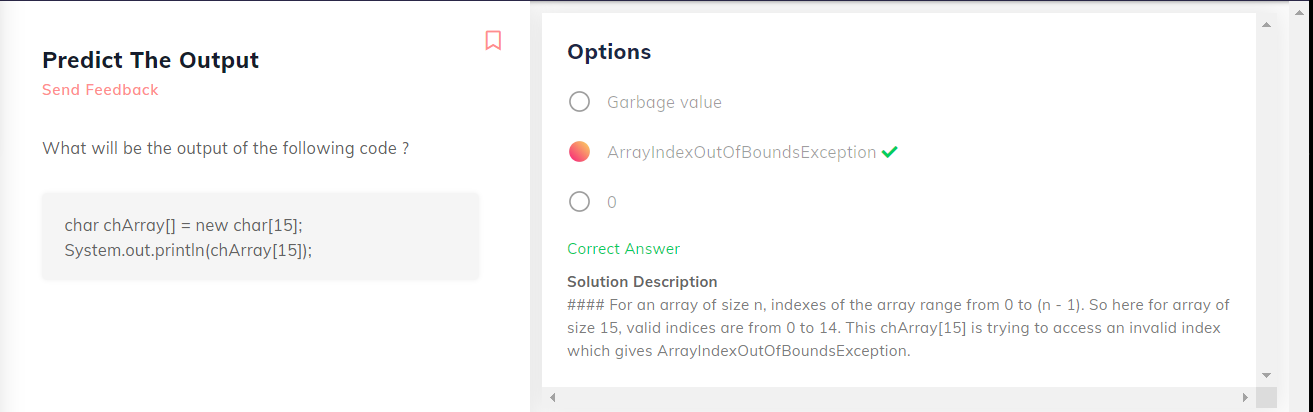 Predict The Output
Send Feedback
What will be the output of the following code ?
char chArray[] = new char[15];
System.out.println(chArray[15]);
Options
Garbage value
ArrayIndexOutOfBoundsException
0
Correct Answer
Solution Description
#### For an array of size n, indexes of the array range from 0 to (n - 1). So here for array of
size 15, valid indices are from 0 to 14. This chArray[15] is trying to access an invalid index
which gives ArrayIndexOutOfBoundsException.